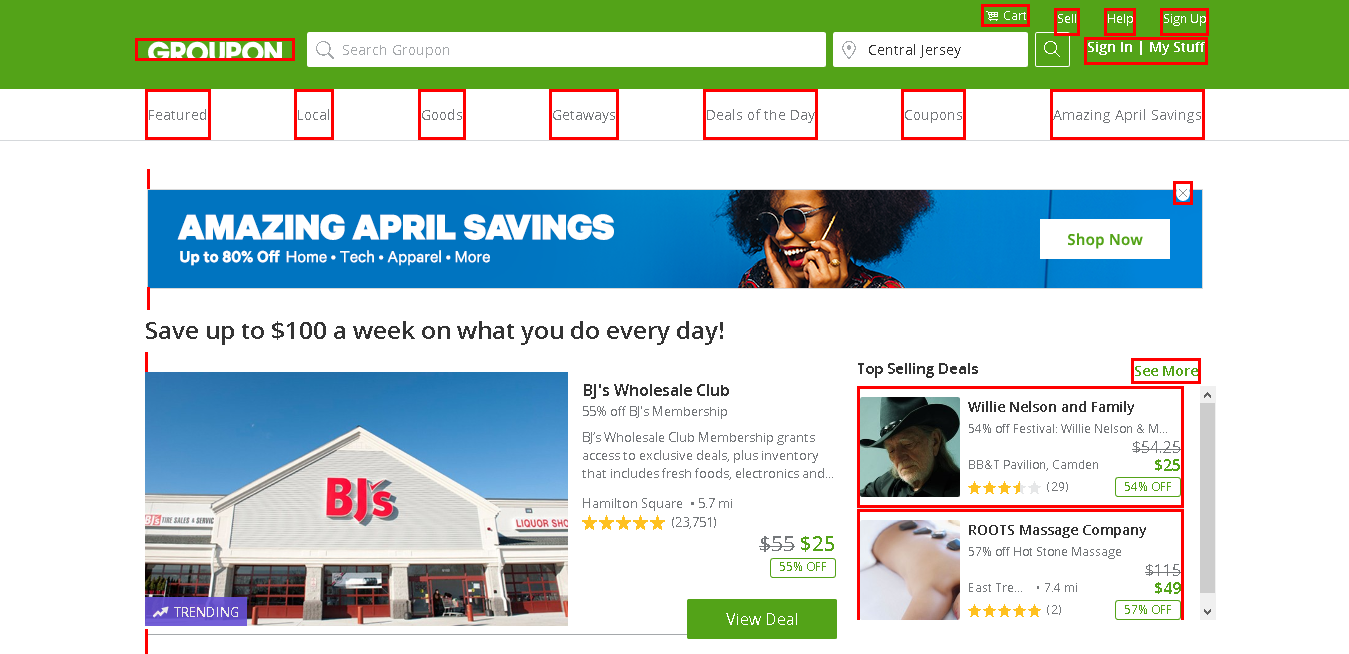 Cart
Sell
Help
Sign Up
GROUPON
Search Groupon
Central Jersey
Sign In | My Stuff
Featured
Local
Goods
Getaways
Deals of the Day
Coupons
Amazing April Savings
AMAZING APRIL SAVINGS
Up to 80% Off Home • Tech • Apparel • More
Shop Now
Save up to $100 a week on what you do every day!
BJ's
BJ's TIRE SALES & SERVIC
LIQUOR SHO
TRENDING
BJ's Wholesale Club
55% off BJ's Membership
BJ's Wholesale Club Membership grants
access to exclusive deals, plus inventory
that includes fresh foods, electronics and...
Hamilton Square • 5.7 mi
(23,751)
$55 $25
55% OFF
View Deal
Top Selling Deals
See More
Willie Nelson and Family
54% off Festival: Willie Nelson & M...
$54.25
BB&T Pavilion, Camden
$25
(29)
54% OFF
ROOTS Massage Company
57% off Hot Stone Massage
$115
East Tre... • 7.4 mi
$49
(2)
57% OFF